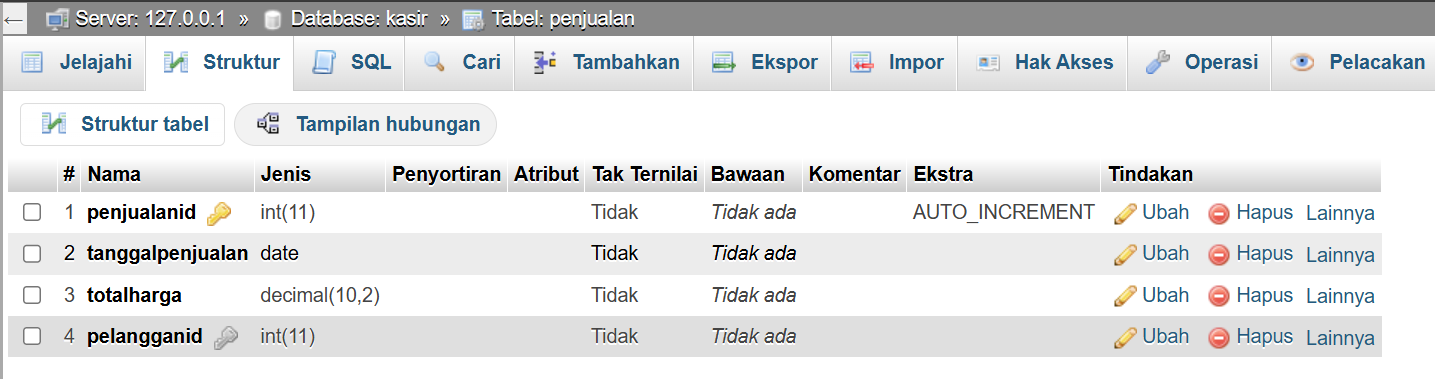 ← Server: 127.0.0.1 » Database: kasir » Tabel: penjualan
Jelajahi Struktur SQL Cari Tambahkan Ekspor Impor Hak Akses Operasi Pelacakan
Struktur tabel Tampilan hubungan
# Nama Jenis Penyortiran Atribut Tak Ternilai Bawaan Komentar Ekstra Tindakan
1 penjualanid int(11) Tidak Tidak ada AUTO_INCREMENT Ubah Hapus Lainnya
2 tanggalpenjualan date Tidak Tidak ada Ubah Hapus Lainnya
3 totalharga decimal(10,2) Tidak Tidak ada Ubah Hapus Lainnya
4 pelangganid int(11) Tidak Tidak ada Ubah Hapus Lainnya